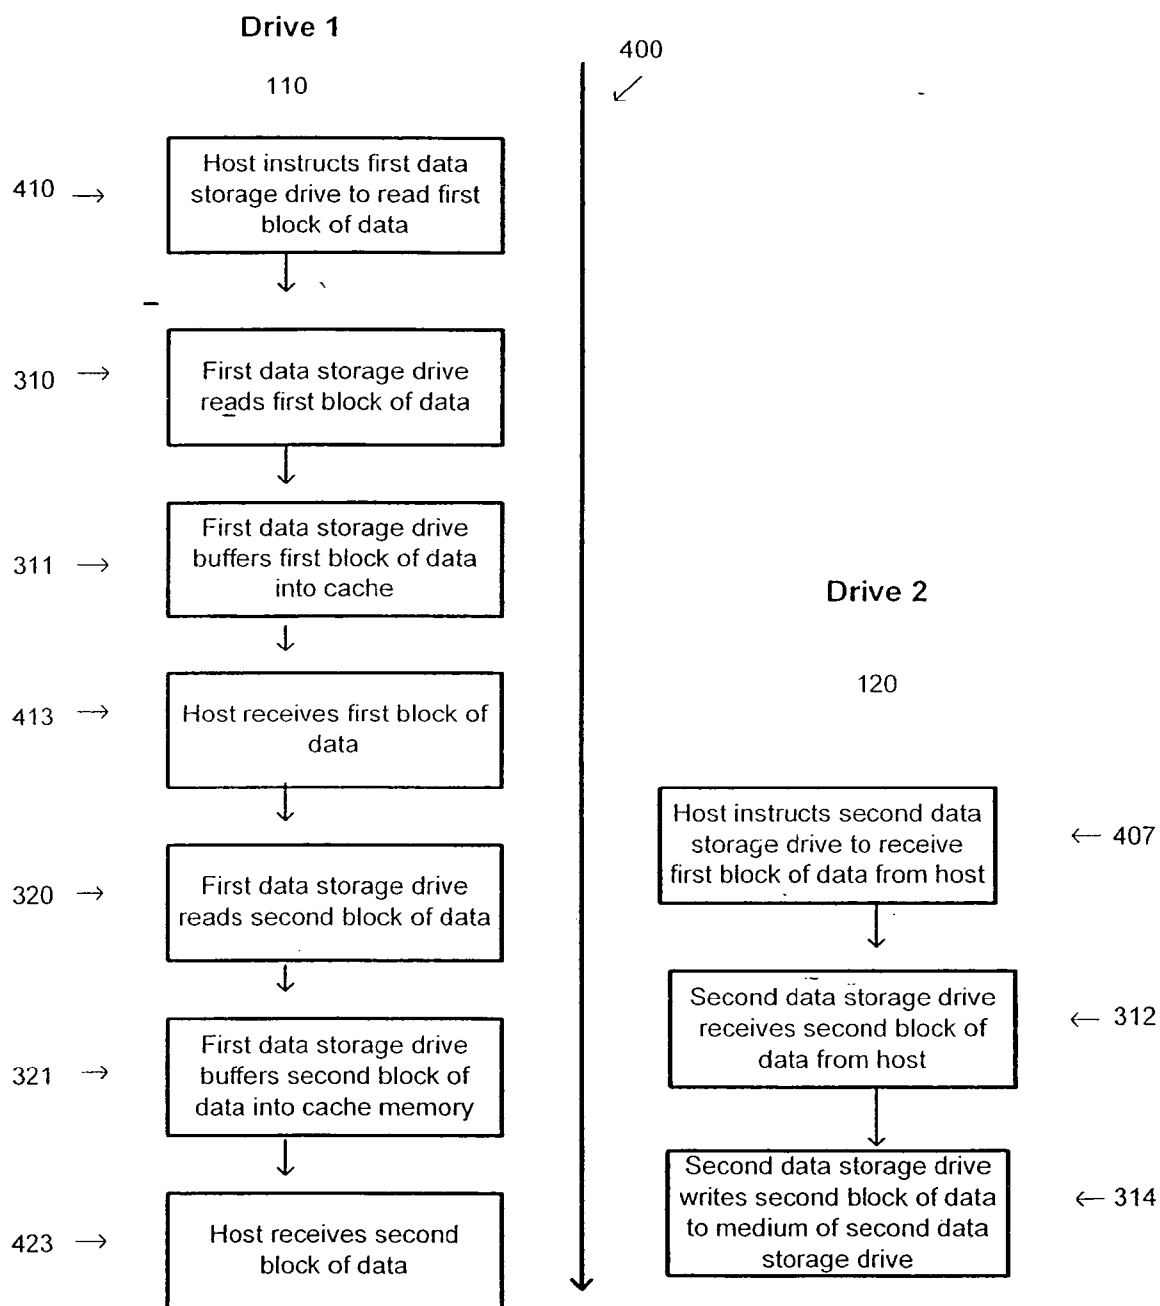 Drive 1
400
110
410
Host instructs first data
storage drive to read first
block of data
310
First data storage drive
reads first block of data
311
First data storage drive
buffers first block of data
into cache
Drive 2
120
413
Host receives first block of
data
Host instructs second data
storage drive to receive
first block of data from host
407
320
First data storage drive
reads second block of data
Second data storage drive
receives second block of
data from host
312
321
First data storage drive
buffers second block of
data into cache memory
Second data storage drive
writes second block of data
to medium of second data
storage drive
314
423
Host receives second
block of data